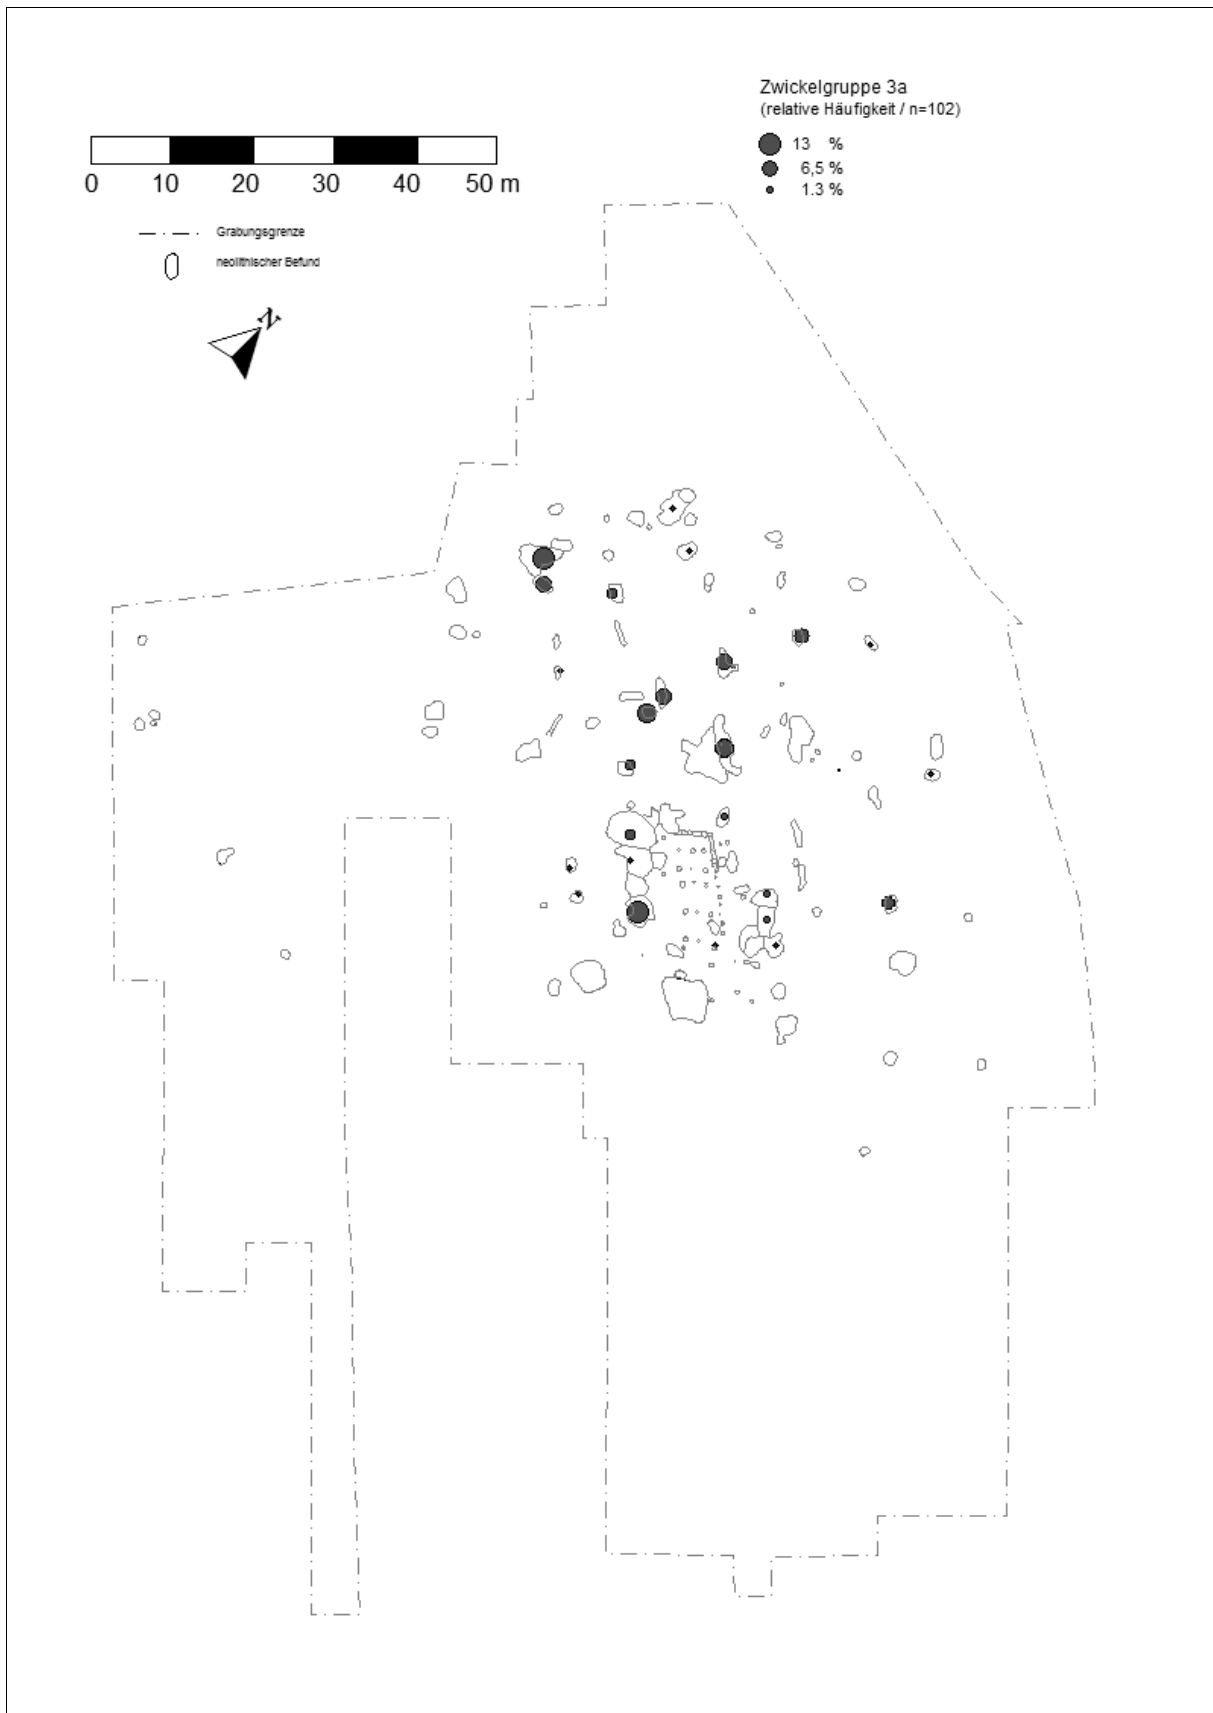 Zwickelgruppe 3a
(relative Häufigkeit / n=102)
13 %
6,5 %
1.3 %
0 10 20 30 40 50 m
Grabungsgrenze
neolithischer Befund
N